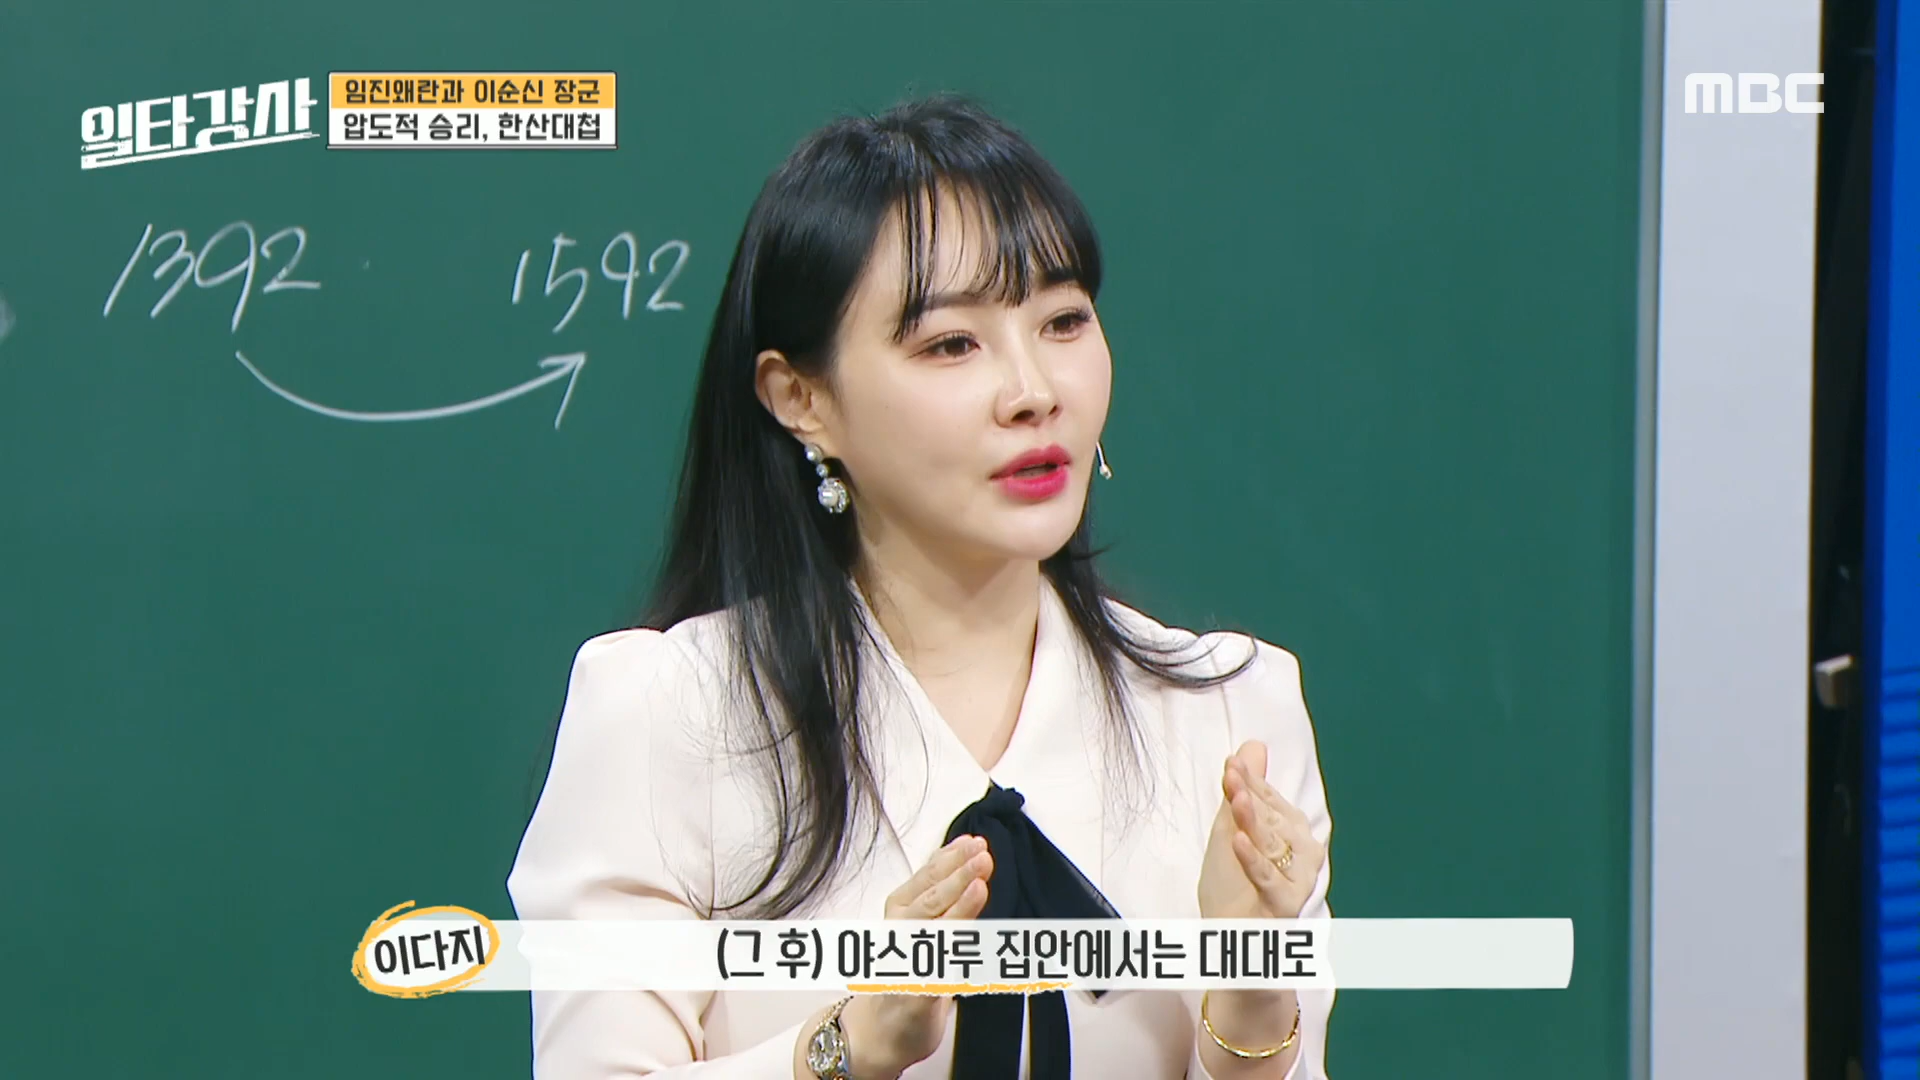 일타강사
임진왜란과 이순신 장군
압도적 승리, 한산대첩
MBC
1392 1592
이다지
(그 후) 야스하루 집안에서는 대대로